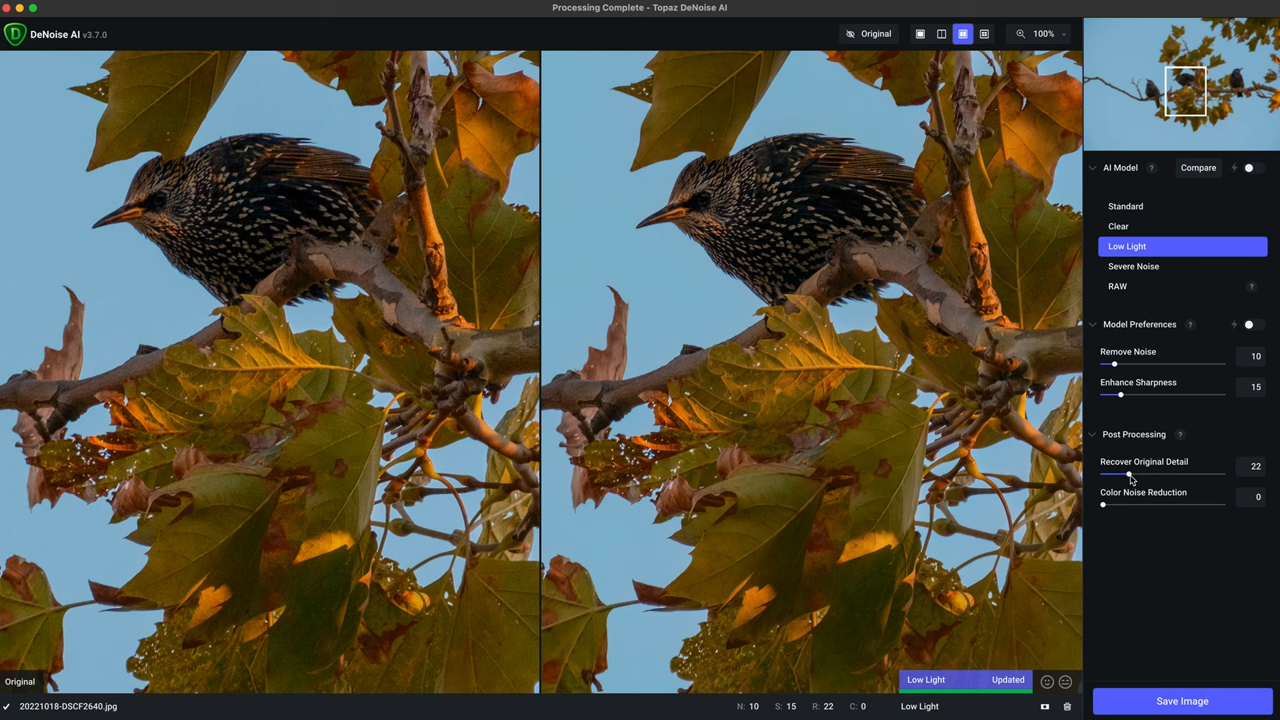 Processing Complete - Topaz DeNoise AI
DeNoise AI v3.7.0
Original
100%
AI Model ?
Compare
Standard
Clear
Low Light
Severe Noise
RAW ?
Model Preferences ?
Remove Noise 10
Enhance Sharpness 15
Post Processing ?
Recover Original Detail 22
Color Noise Reduction 0
Original
Low Light Updated
20221018-DSCF2640.jpg
N: 10 S: 15 R: 22 C: 0 Low Light
Save Image